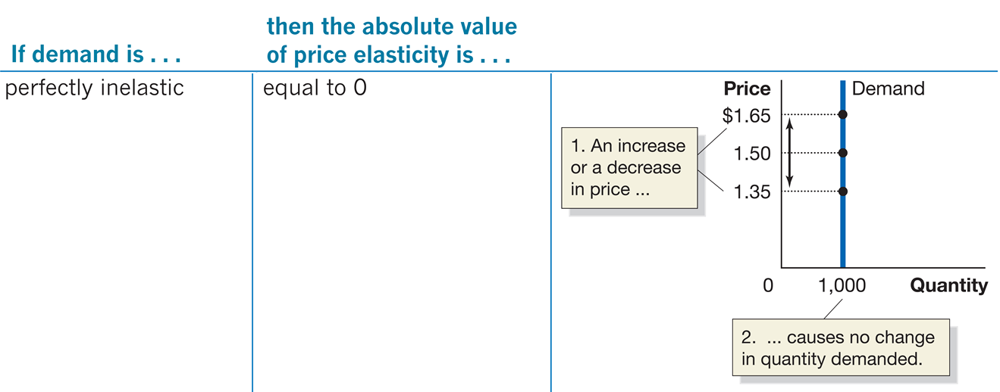 If demand is . . .
then the absolute value
of price elasticity is . . .
perfectly inelastic
equal to 0
Price
Demand
$1.65
1.50
1.35
1. An increase
or a decrease
in price ...
0
1,000
Quantity
2. ... causes no change
in quantity demanded.